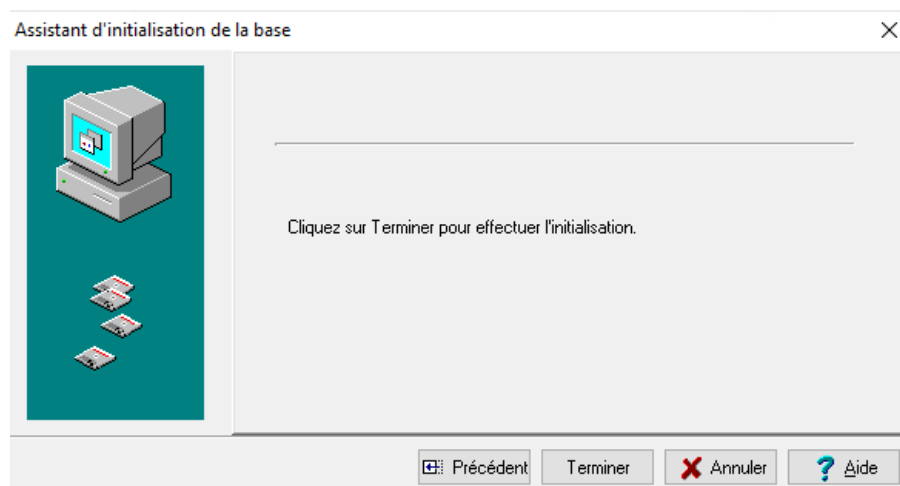 Assistant d'initialisation de la base
Cliquez sur Terminer pour effectuer l'initialisation.
Précédent
Terminer
Annuler
Aide